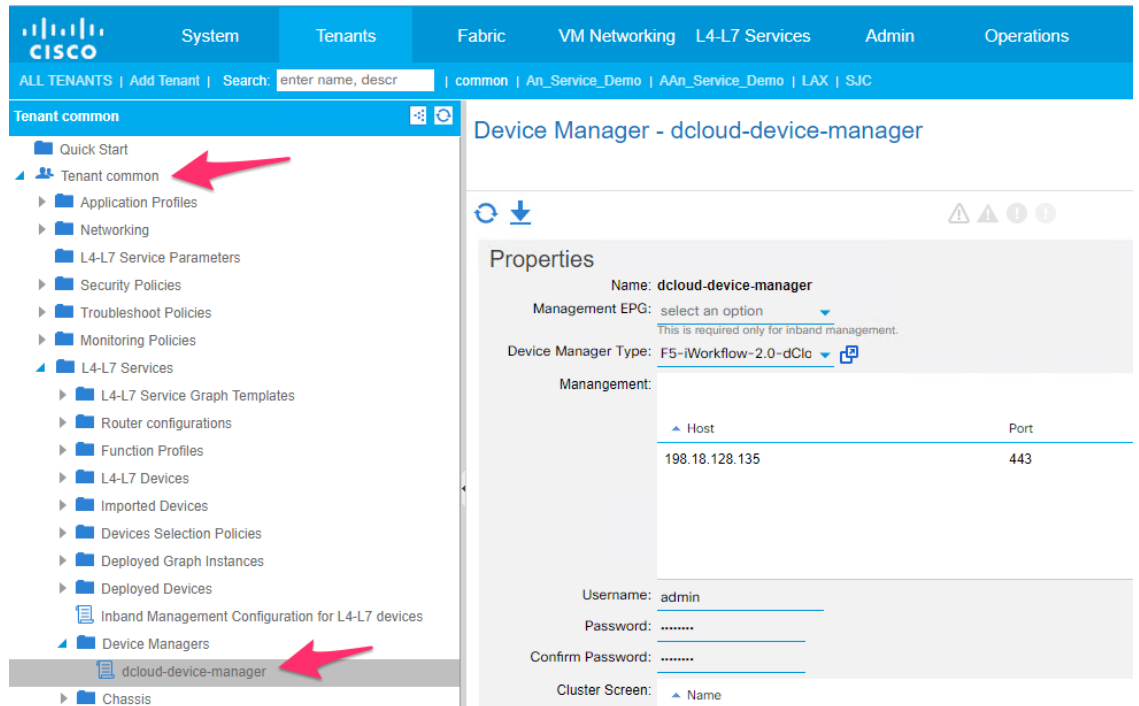 CISCO
System Tenants Fabric VM Networking L4-L7 Services Admin Operations
ALL TENANTS | Add Tenant | Search: enter name, descr | common | An_Service_Demo | AAn_Service_Demo | LAX | SJC
Tenant common
Quick Start
Tenant common
Application Profiles
Networking
L4-L7 Service Parameters
Security Policies
Troubleshoot Policies
Monitoring Policies
L4-L7 Services
L4-L7 Service Graph Templates
Router configurations
Function Profiles
L4-L7 Devices
Imported Devices
Devices Selection Policies
Deployed Graph Instances
Deployed Devices
Inband Management Configuration for L4-L7 devices
Device Managers
dcloud-device-manager
Chassis
Device Manager - dcloud-device-manager
Properties
Name: dcloud-device-manager
Management EPG: select an option
This is required only for inband management.
Device Manager Type: F5-iWorkflow-2.0-dClo
Manangement:
Host Port
198.18.128.135 443
Username: admin
Password: ........
Confirm Password: ........
Cluster Screen: Name